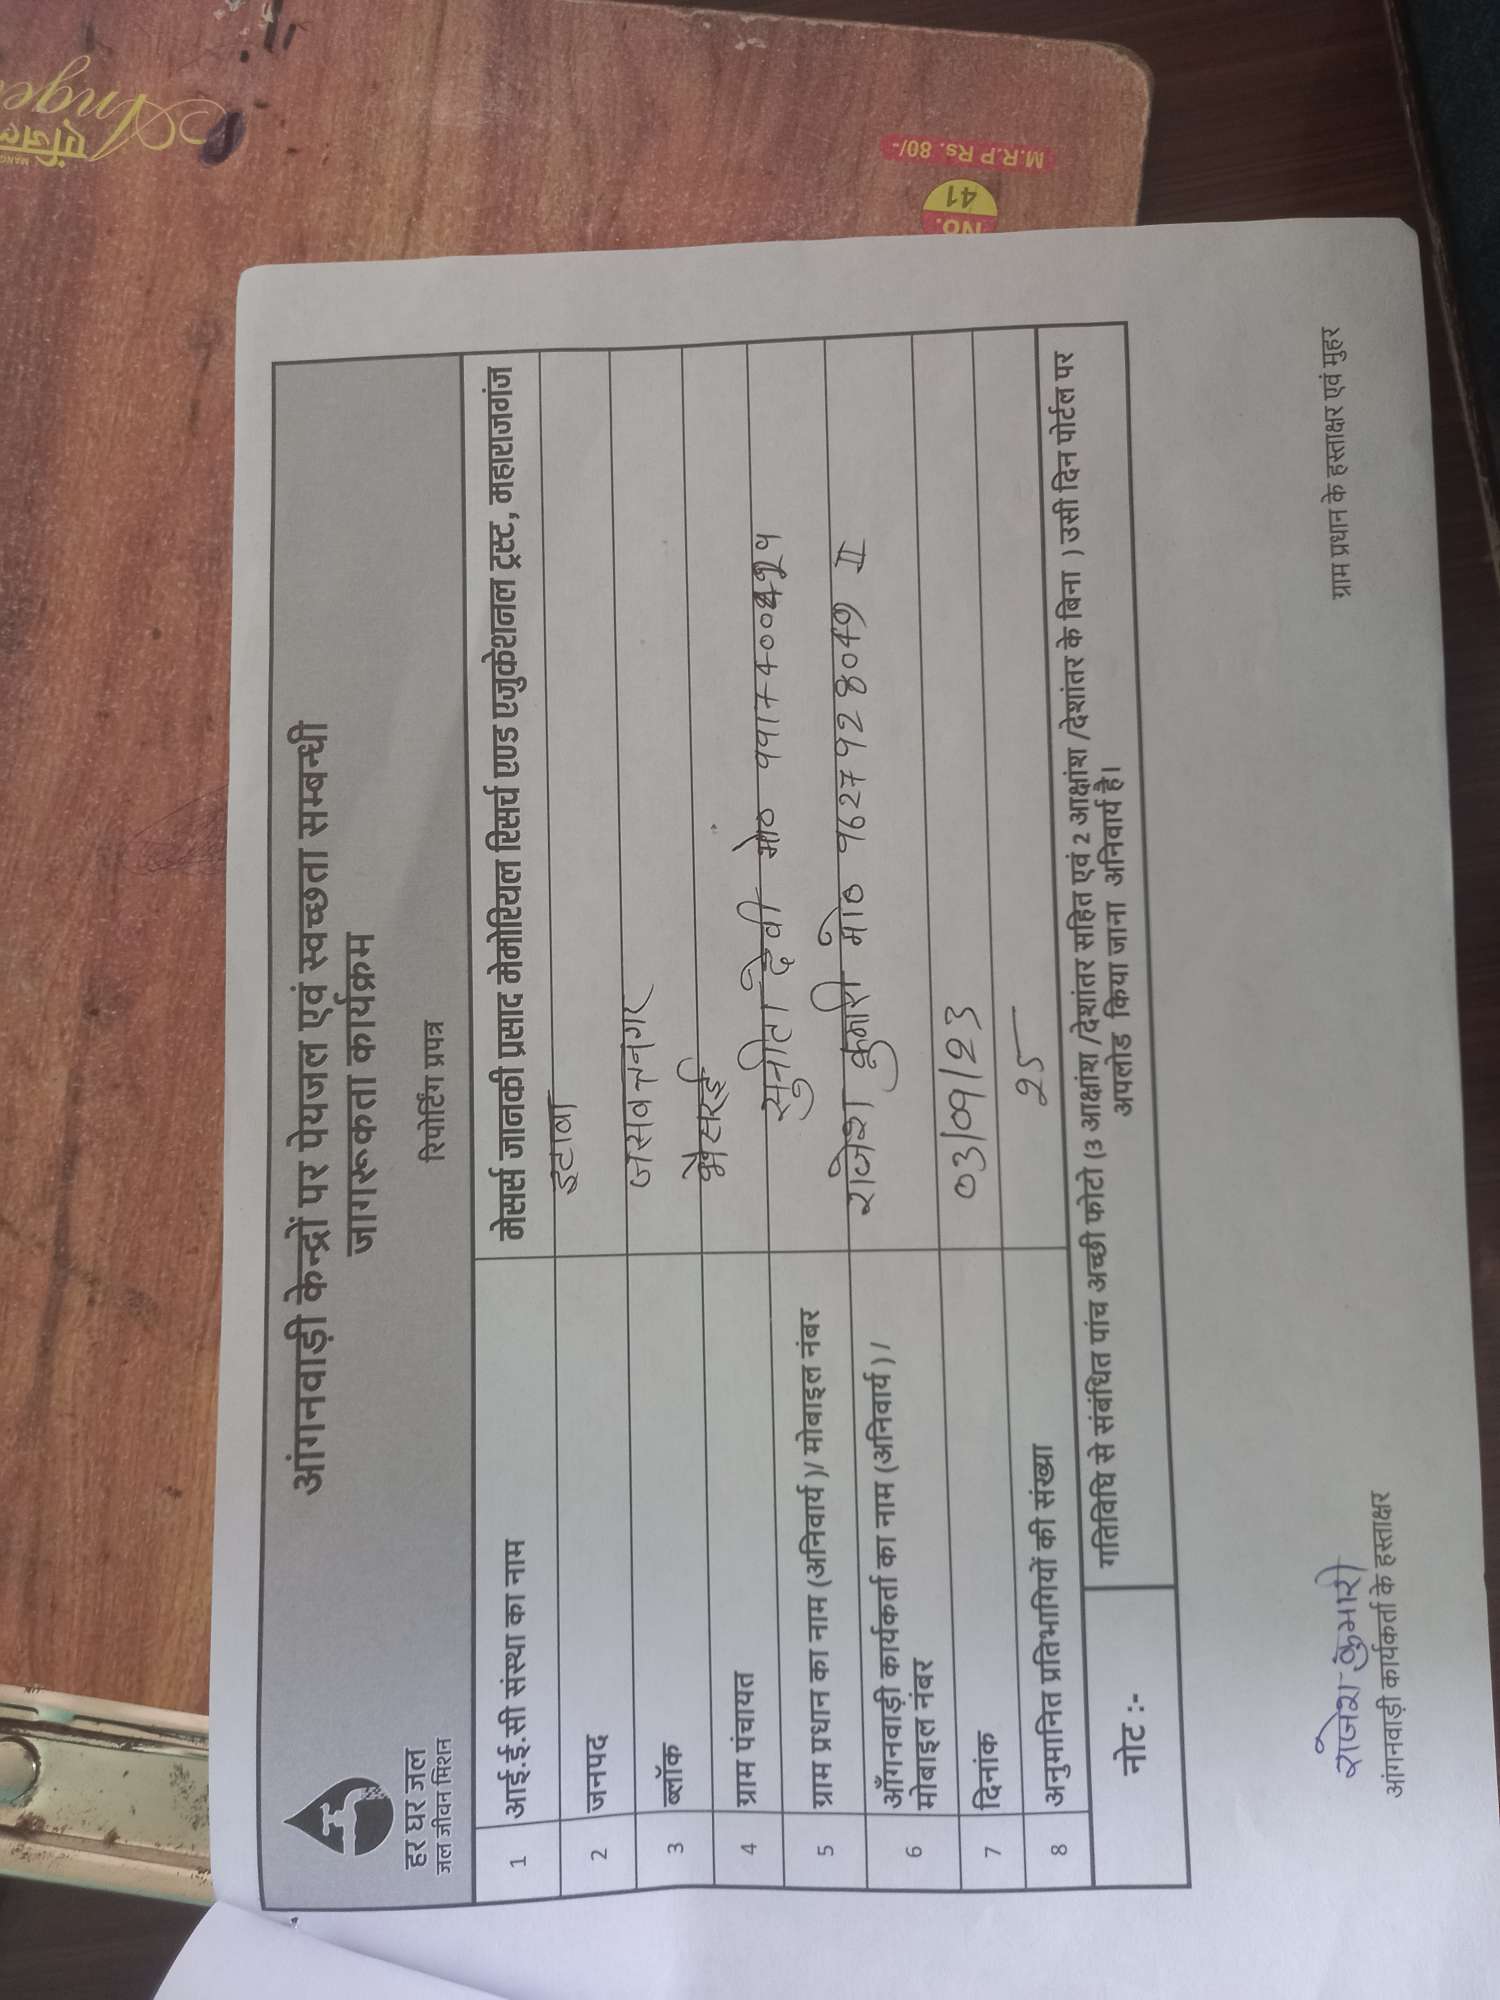 आंगनवाड़ी केन्द्रों पर पेयजल एवं स्वच्छता सम्बन्धी
जागरूकता कार्यक्रम
रिपोर्टिंग प्रपत्र
हर घर जल
जल जीवन मिशन
1 आई.ई.सी संस्था का नाम मेसर्स जानकी प्रसाद मेमोरियल रिसर्च एण्ड एजुकेशनल ट्रस्ट, महाराजगंज
2 जनपद इटावा
3 ब्लॉक जसवन्तनगर
4 ग्राम पंचायत भैसरई
5 ग्राम प्रधान का नाम (अनिवार्य )/ मोबाइल नंबर सुनीता देवी मो०
6 आँगनवाड़ी कार्यकर्ता का नाम (अनिवार्य ) / राजेश कुमारी मो० II
मोबाइल नंबर
7 दिनांक 03/09/23
8 अनुमानित प्रतिभागियों की संख्या 25
नोट :- गतिविधि से संबंधित पांच अच्छी फोटो (3 आक्षांश /देशांतर सहित एवं 2 आक्षांश /देशांतर के बिना ) उसी दिन पोर्टल पर
अपलोड किया जाना अनिवार्य है।
राजेश कुमारी
आंगनवाड़ी कार्यकर्ता के हस्ताक्षर
ग्राम प्रधान के हस्ताक्षर एवं मुहर
एंजिल
Ange
M.R.P Rs. 80/-
NO.
41